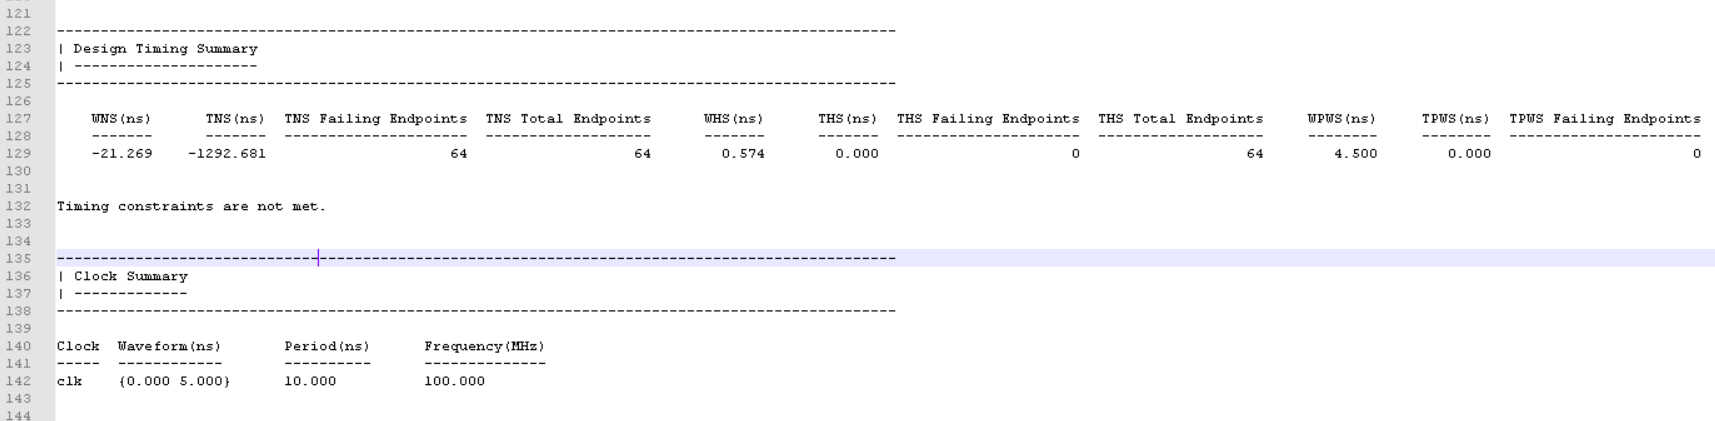 121
122 ------------------------------------------------------------------------------------------------
123 | Design Timing Summary
124 | ---------------------
125 ------------------------------------------------------------------------------------------------
126
127     WNS(ns)      TNS(ns)  TNS Failing Endpoints  TNS Total Endpoints      WHS(ns)      THS(ns)  THS Failing Endpoints  THS Total Endpoints     WPWS(ns)     TPWS(ns)  TPWS Failing Endpoints
128     -------      -------  ---------------------  -------------------      -------      -------  ---------------------  -------------------     --------     --------  ----------------------
129     -21.269    -1292.681                     64                   64        0.574        0.000                      0                   64        4.500        0.000                       0
130
131
132 Timing constraints are not met.
133
134
135 ------------------------------------------------------------------------------------------------
136 | Clock Summary
137 | -------------
138 ------------------------------------------------------------------------------------------------
139
140 Clock  Waveform(ns)       Period(ns)      Frequency(MHz)
141 -----  ------------       ----------      --------------
142 clk    {0.000 5.000}      10.000          100.000
143
144